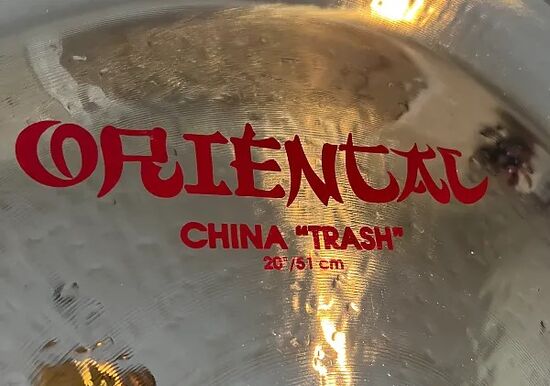 ORIENTAL
CHINA "TRASH"
20"/51 cm